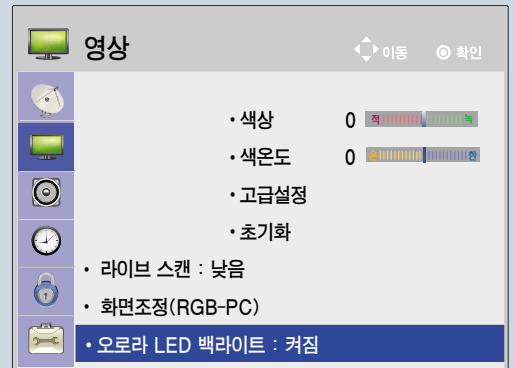 영상 이동 확인
· 색상 0 적 녹
· 색온도 0 온 한
· 고급설정
· 초기화
· 라이브 스캔 : 낮음
· 화면조정(RGB-PC)
· 오로라 LED 백라이트 : 켜짐